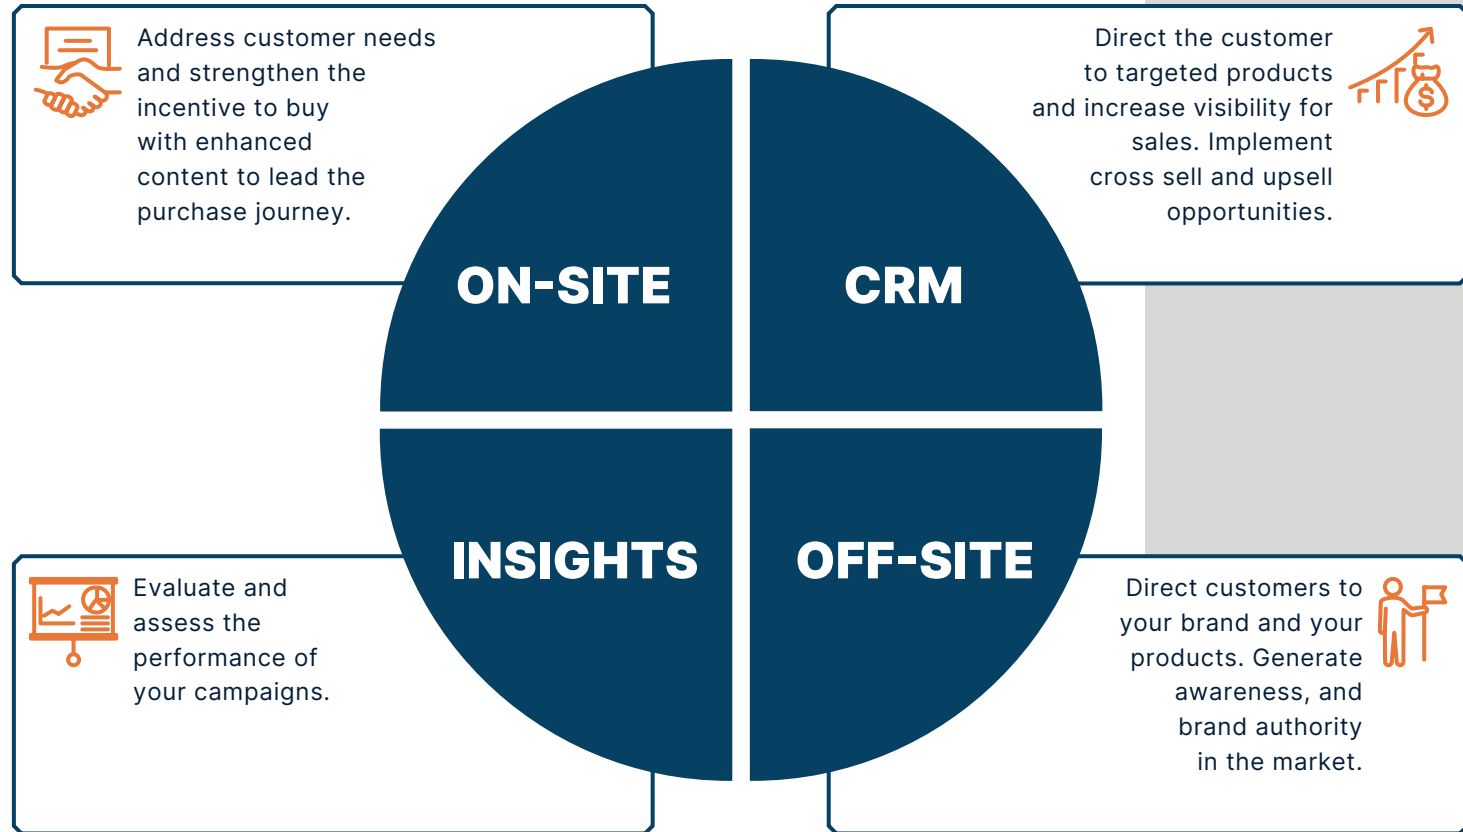 Address customer needs
and strengthen the
incentive to buy
with enhanced
content to lead the
purchase journey.
Direct the customer
to targeted products
and increase visibility for
sales. Implement
cross sell and upsell
opportunities.
ON-SITE
CRM
INSIGHTS
OFF-SITE
Evaluate and
assess the
performance of
your campaigns.
Direct customers to
your brand and your
products. Generate
awareness, and
brand authority
in the market.
$